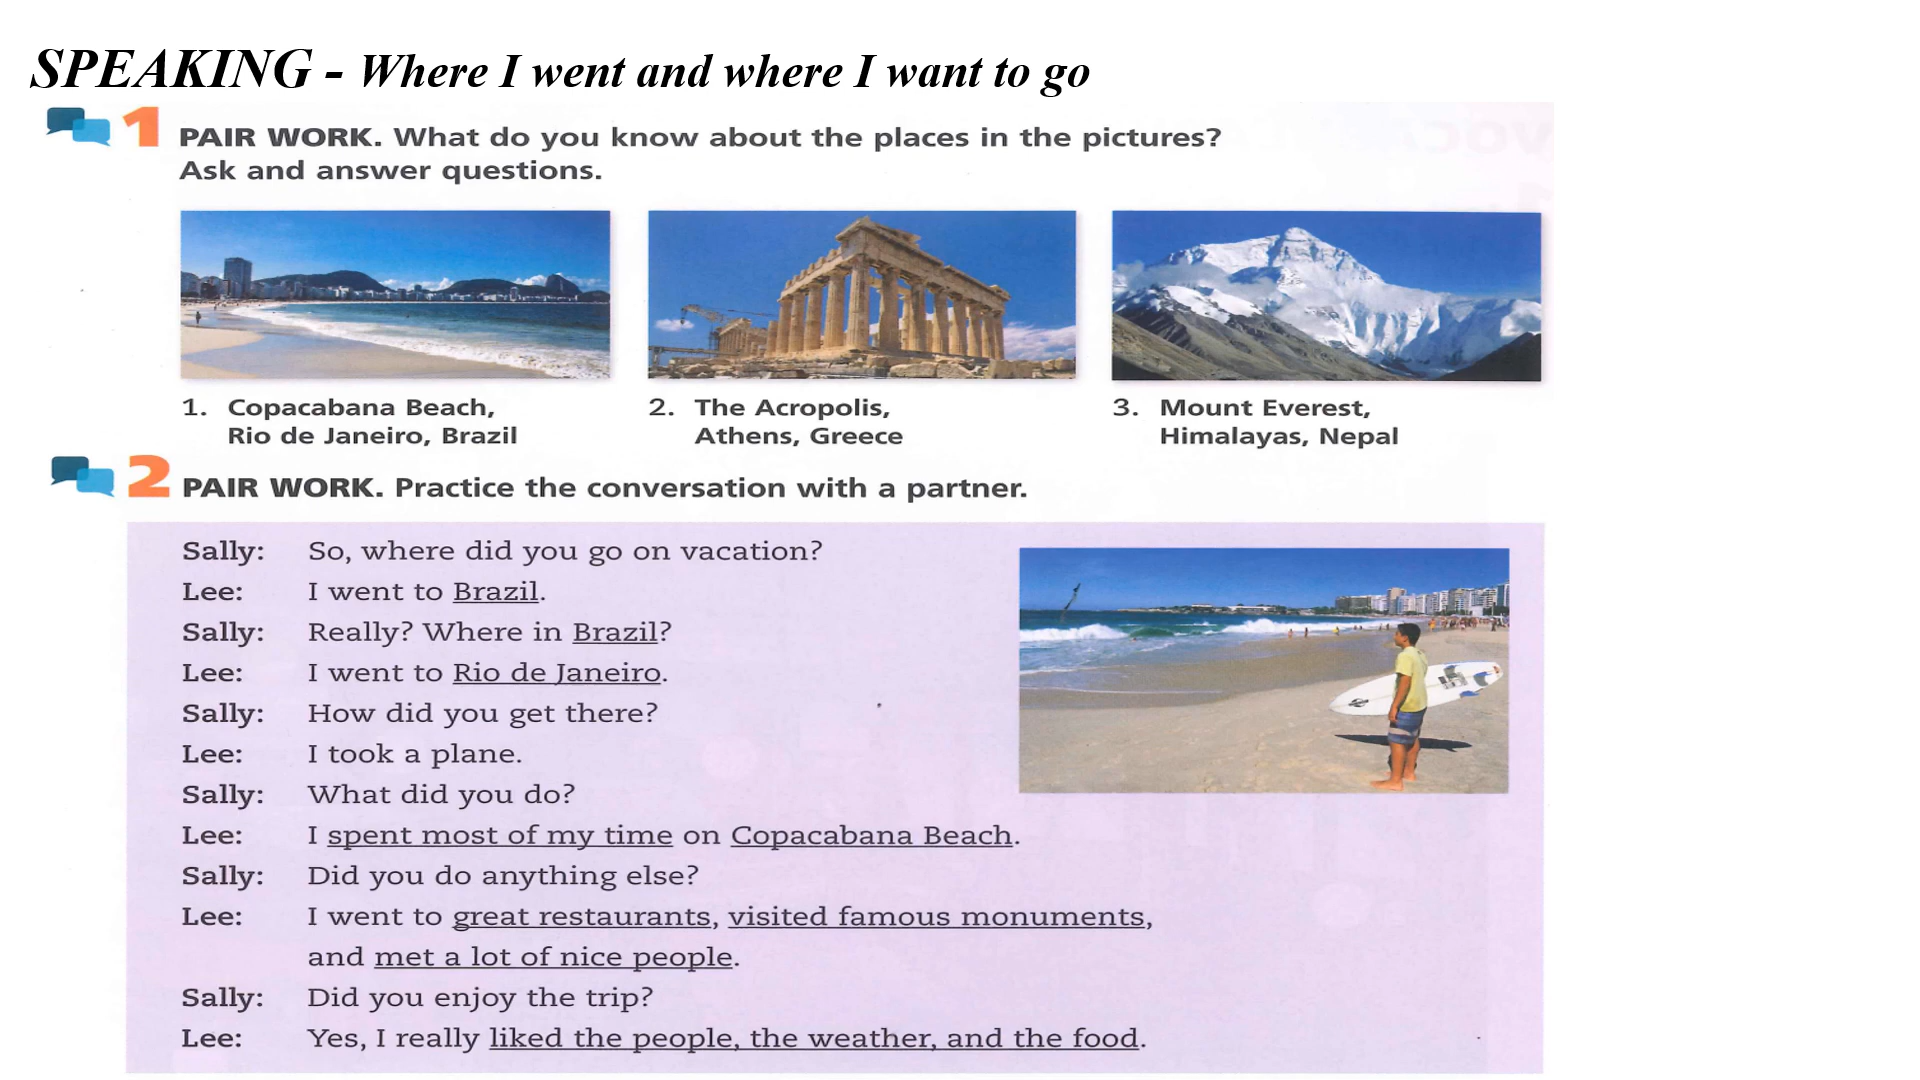 SPEAKING - Where I went and where I want to go
1 PAIR WORK. What do you know about the places in the pictures?
Ask and answer questions.
1. Copacabana Beach,
Rio de Janeiro, Brazil
2. The Acropolis,
Athens, Greece
3. Mount Everest,
Himalayas, Nepal
2 PAIR WORK. Practice the conversation with a partner.
Sally: So, where did you go on vacation?
Lee: I went to Brazil.
Sally: Really? Where in Brazil?
Lee: I went to Rio de Janeiro.
Sally: How did you get there?
Lee: I took a plane.
Sally: What did you do?
Lee: I spent most of my time on Copacabana Beach.
Sally: Did you do anything else?
Lee: I went to great restaurants, visited famous monuments,
and met a lot of nice people.
Sally: Did you enjoy the trip?
Lee: Yes, I really liked the people, the weather, and the food.